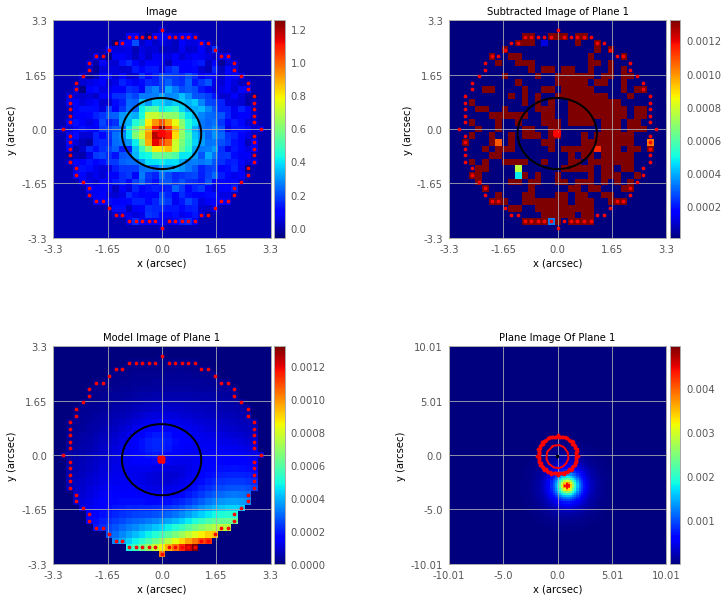 Image
3.3
1.65
0.0
-1.65
-3.3
y (arcsec)
-3.3 -1.65 0.0 1.65 3.3
x (arcsec)
1.2
1.0
0.8
0.6
0.4
0.2
0.0
Subtracted Image of Plane 1
3.3
1.65
0.0
-1.65
-3.3
y (arcsec)
-3.3 -1.65 0.0 1.65 3.3
x (arcsec)
0.0012
0.0010
0.0008
0.0006
0.0004
0.0002
Model Image of Plane 1
3.3
1.65
0.0
-1.65
-3.3
y (arcsec)
-3.3 -1.65 0.0 1.65 3.3
x (arcsec)
0.0012
0.0010
0.0008
0.0006
0.0004
0.0002
0.0000
Plane Image Of Plane 1
10.01
5.01
0.0
-5.0
-10.01
y (arcsec)
-10.01 -5.0 0.0 5.01 10.01
x (arcsec)
0.004
0.003
0.002
0.001